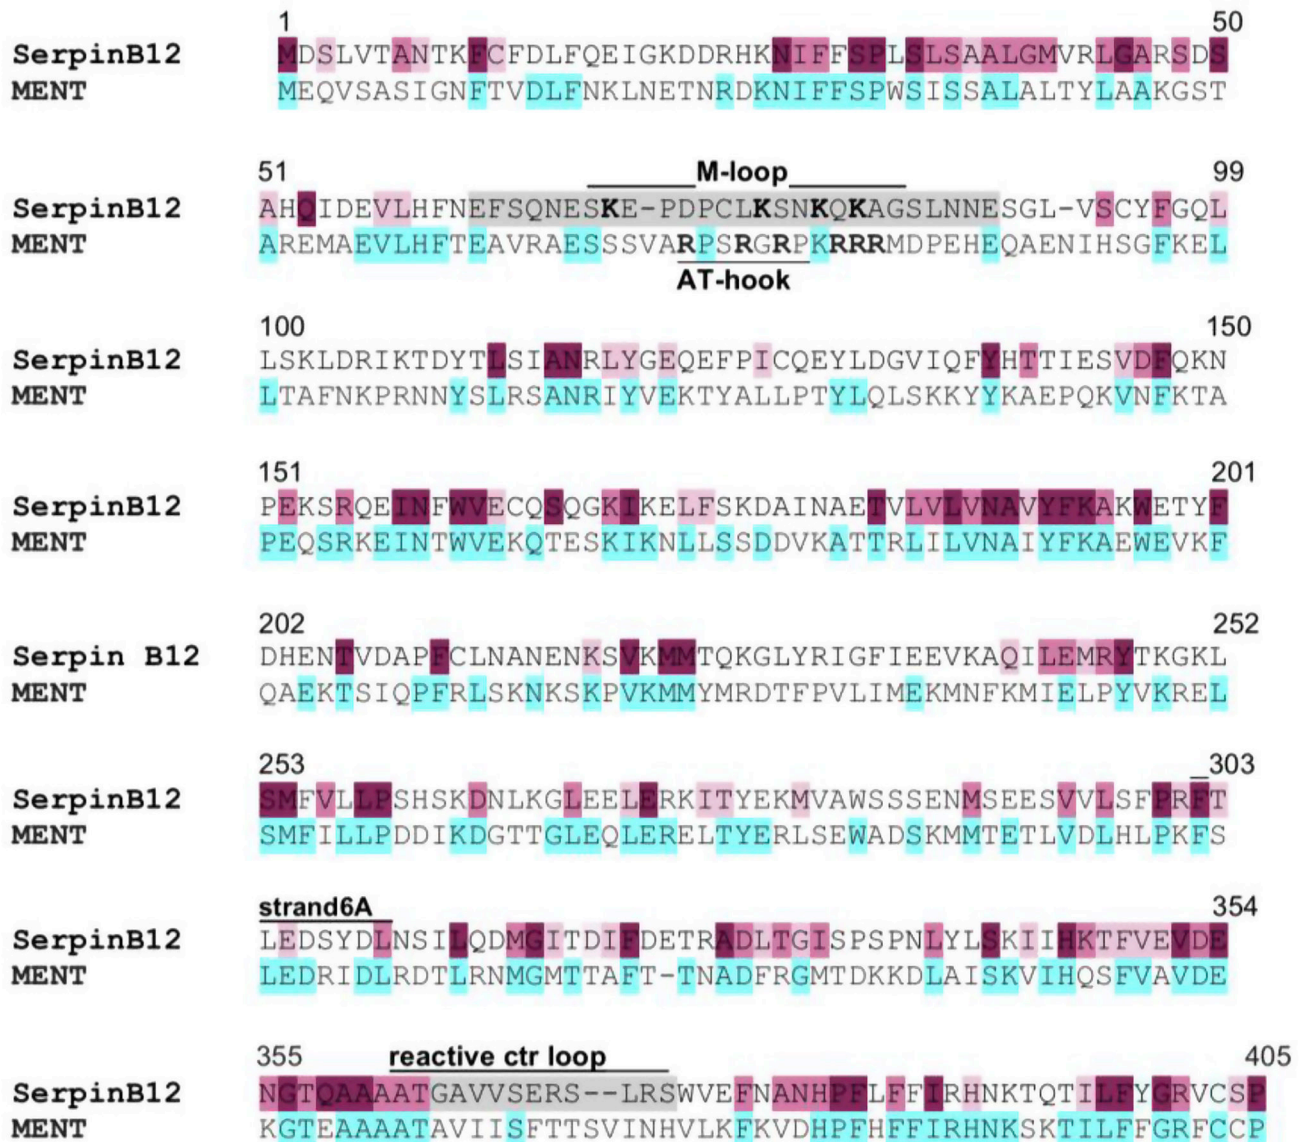 1 50
SerpinB12 MDSLVTANTKFCFDLFQEIGKDDRHKNIFFSPLSLSAALGMVRLGARSDS
MENT MEQVSASIGNFTVDLFNKLNETNRDKNIFFSPWSISSALALTYLAAKGST
51 M-loop 99
SerpinB12 AHQIDEVLHFNEFSQNESKE-PDPCLKSNKQKAGSLNNESGL-VSCYFGQL
MENT AREMAEVLHFTEAVRAESSSVARPSRGRPKRRRMDPEHEQAENIHSGFKEL
AT-hook
100 150
SerpinB12 LSKLDRIKTDYTLSIANRLYGEQEFPICQEYLDGVIQFYHTTIESVDFQKN
MENT LTAFNKPRNNYSLRSANRIYVEKTYALLPTYLQLSKKYYKAEPQKVNFKTA
151 201
SerpinB12 PEKSRQEINFWVECQSQGKIKELFSKDAINAETVLVLVNAVYFKAKWETYF
MENT PEQSRKEINTWVEKQTESKIKNLLSSDDVKATTRLILVNAIYFKAEWEVKF
202 252
Serpin B12 DHENTVDAPFCLNANENKSVKMMTQKGLYRIGFIEEVKAQILEMRYTKGKL
MENT QAEKTSIQPFRLSKNKSKPVKMMYMRDTFPVLIMEKMNFKMIELPYVKREL
253 303
SerpinB12 SMFVLLPSHSKDNLKGLEELERKITYEKMVAWSSSENMSEESVVLSFPRFT
MENT SMFILLPDDIKDGTTGLEQLERELTYERLSEWADSKMMTETLVDLHLPKFS
strand6A 354
SerpinB12 LEDSYDLNSILQDMGITDIFDETRADLTGISPSPNLYLSKIIHKTFVEVDE
MENT LEDRIDLRDTLRNMGMTTAFT-TNADFRGMTDKKDLAISKVIHQSFVAVDE
355 reactive ctr loop 405
SerpinB12 NGTQAAAATGAVVSERS--LRSWVEFNANHPFLFFIRHNKTQTILFYGRVCSP
MENT KGTEAAAATAVIISFTTSVINHVLKFKVDHPFHFFIRHNKSKTILFFGRFCCP